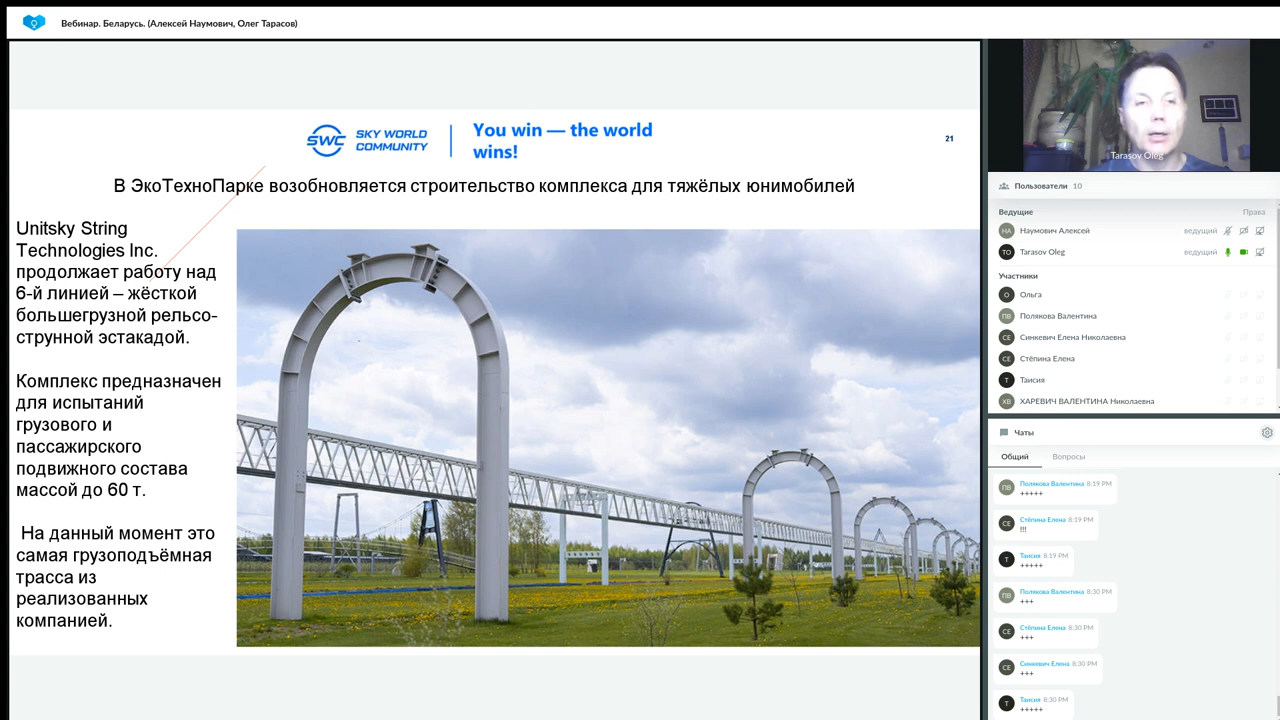 Вебинар. Беларусь. (Алексей Наумович, Олег Тарасов)
SWC
SKY WORLD
COMMUNITY
You win — the world
wins!
21
В ЭкоТехноПарке возобновляется строительство комплекса для тяжёлых юнимобилей
Unitsky String
Technologies Inc.
продолжает работу над
6-й линией – жёсткой
большегрузной рельсо-
струнной эстакадой.
Комплекс предназначен
для испытаний
грузового и
пассажирского
подвижного состава
массой до 60 т.
На данный момент это
самая грузоподъёмная
трасса из
реализованных
компанией.
Tarasov Oleg
Пользователи 10
Ведущие Права
НА Наумович Алексей ведущий
TO Tarasov Oleg ведущий
Участники
О Ольга
ПВ Полякова Валентина
СЕ Синкевич Елена Николаевна
СЕ Стёпина Елена
Т Таисия
ХВ ХАРЕВИЧ ВАЛЕНТИНА Николаевна
Чаты
Общий Вопросы
ПВ Полякова Валентина 8:19 PM
+++++
СЕ Стёпина Елена 8:19 PM
!!!
Т Таисия 8:19 PM
+++++
ПВ Полякова Валентина 8:30 PM
+++
СЕ Стёпина Елена 8:30 PM
+++
СЕ Синкевич Елена 8:30 PM
+++
Т Таисия 8:30 PM
+++++